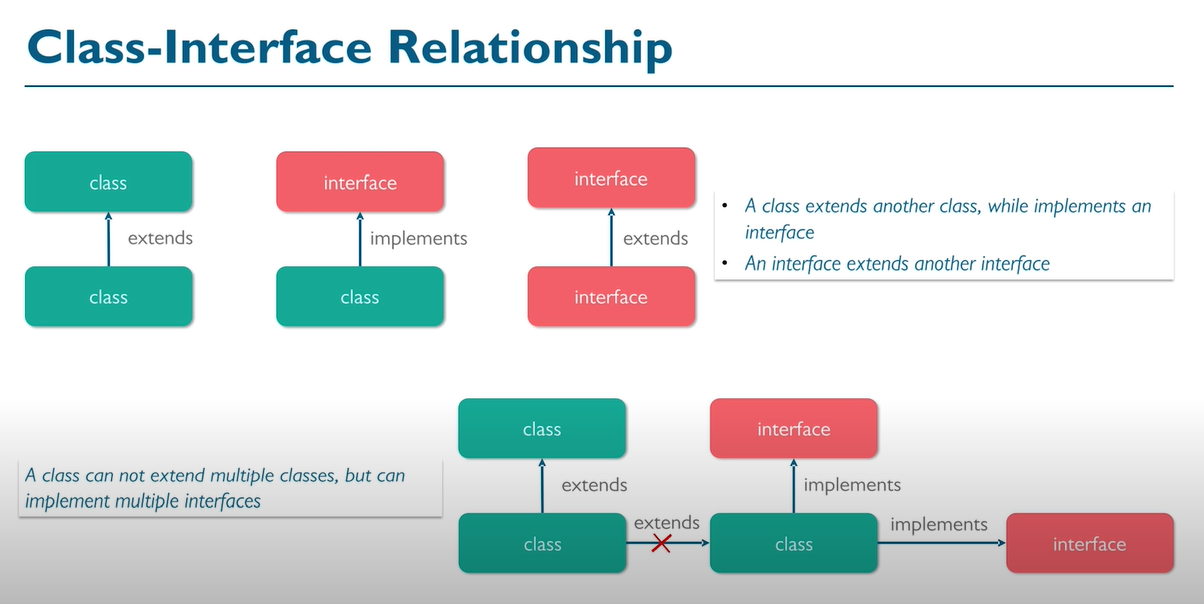 Class-Interface Relationship
class
extends
class
interface
implements
class
interface
extends
interface
• A class extends another class, while implements an
interface
• An interface extends another interface
A class can not extend multiple classes, but can
implement multiple interfaces
class
extends
class
extends
interface
implements
class
implements
interface